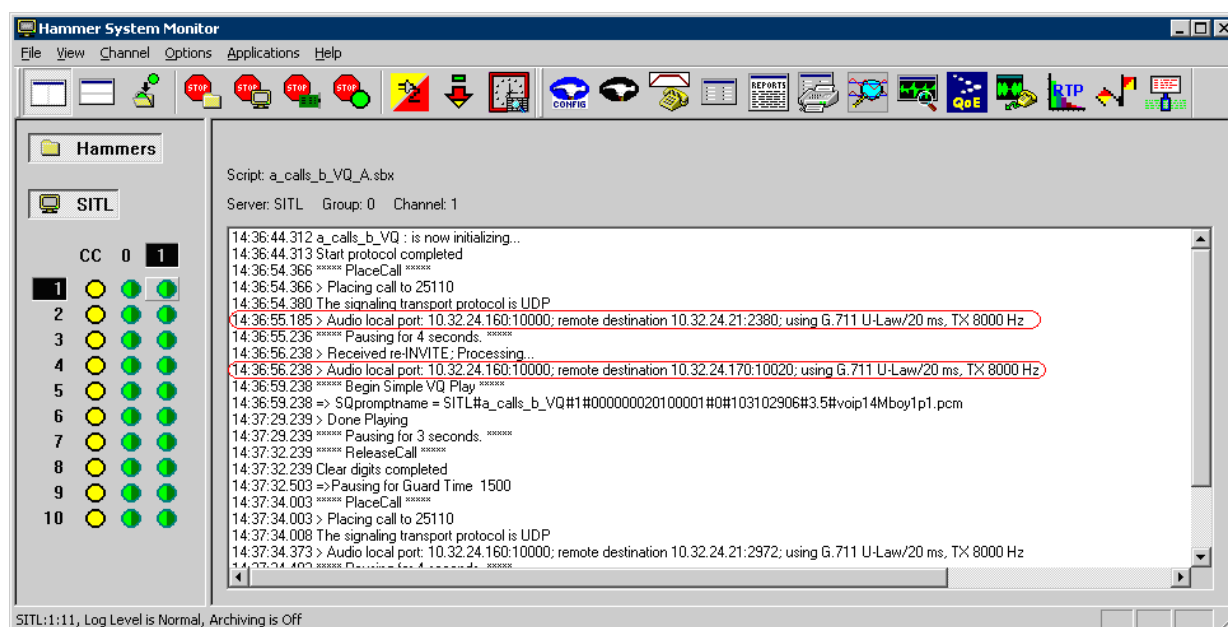 Hammer System Monitor
File View Channel Options Applications Help
STOP STOP STOP STOP CONFIG REPORTS QoE RTP
Hammers
SITL
CC 0 1
1
2
3
4
5
6
7
8
9
10
Script: a_calls_b_VQ_A.sbx
Server: SITL Group: 0 Channel: 1
14:36:44.312 a_calls_b_VQ : is now initializing...
14:36:44.313 Start protocol completed
14:36:54.366 ***** PlaceCall *****
14:36:54.366 > Placing call to 25110
14:36:54.380 The signaling transport protocol is UDP
14:36:55.185 > Audio local port: 10.32.24.160:10000; remote destination 10.32.24.21:2380; using G.711 U-Law/20 ms, TX 8000 Hz
14:36:55.236 ***** Pausing for 4 seconds. *****
14:36:56.238 > Received re-INVITE; Processing...
14:36:56.238 > Audio local port: 10.32.24.160:10000; remote destination 10.32.24.170:10020; using G.711 U-Law/20 ms, TX 8000 Hz
14:36:59.238 ***** Begin Simple VQ Play *****
14:36:59.238 => SQpromptname = SITL#a_calls_b_VQ#1#000000020100001#0#103102906#3.5#voip14Mboy1p1.pcm
14:37:29.239 > Done Playing
14:37:29.239 ***** Pausing for 3 seconds. *****
14:37:32.239 ***** ReleaseCall *****
14:37:32.239 Clear digits completed
14:37:32.503 =>Pausing for Guard Time 1500
14:37:34.003 ***** PlaceCall *****
14:37:34.003 > Placing call to 25110
14:37:34.008 The signaling transport protocol is UDP
14:37:34.373 > Audio local port: 10.32.24.160:10000; remote destination 10.32.24.21:2972; using G.711 U-Law/20 ms, TX 8000 Hz
SITL:1:11, Log Level is Normal, Archiving is Off